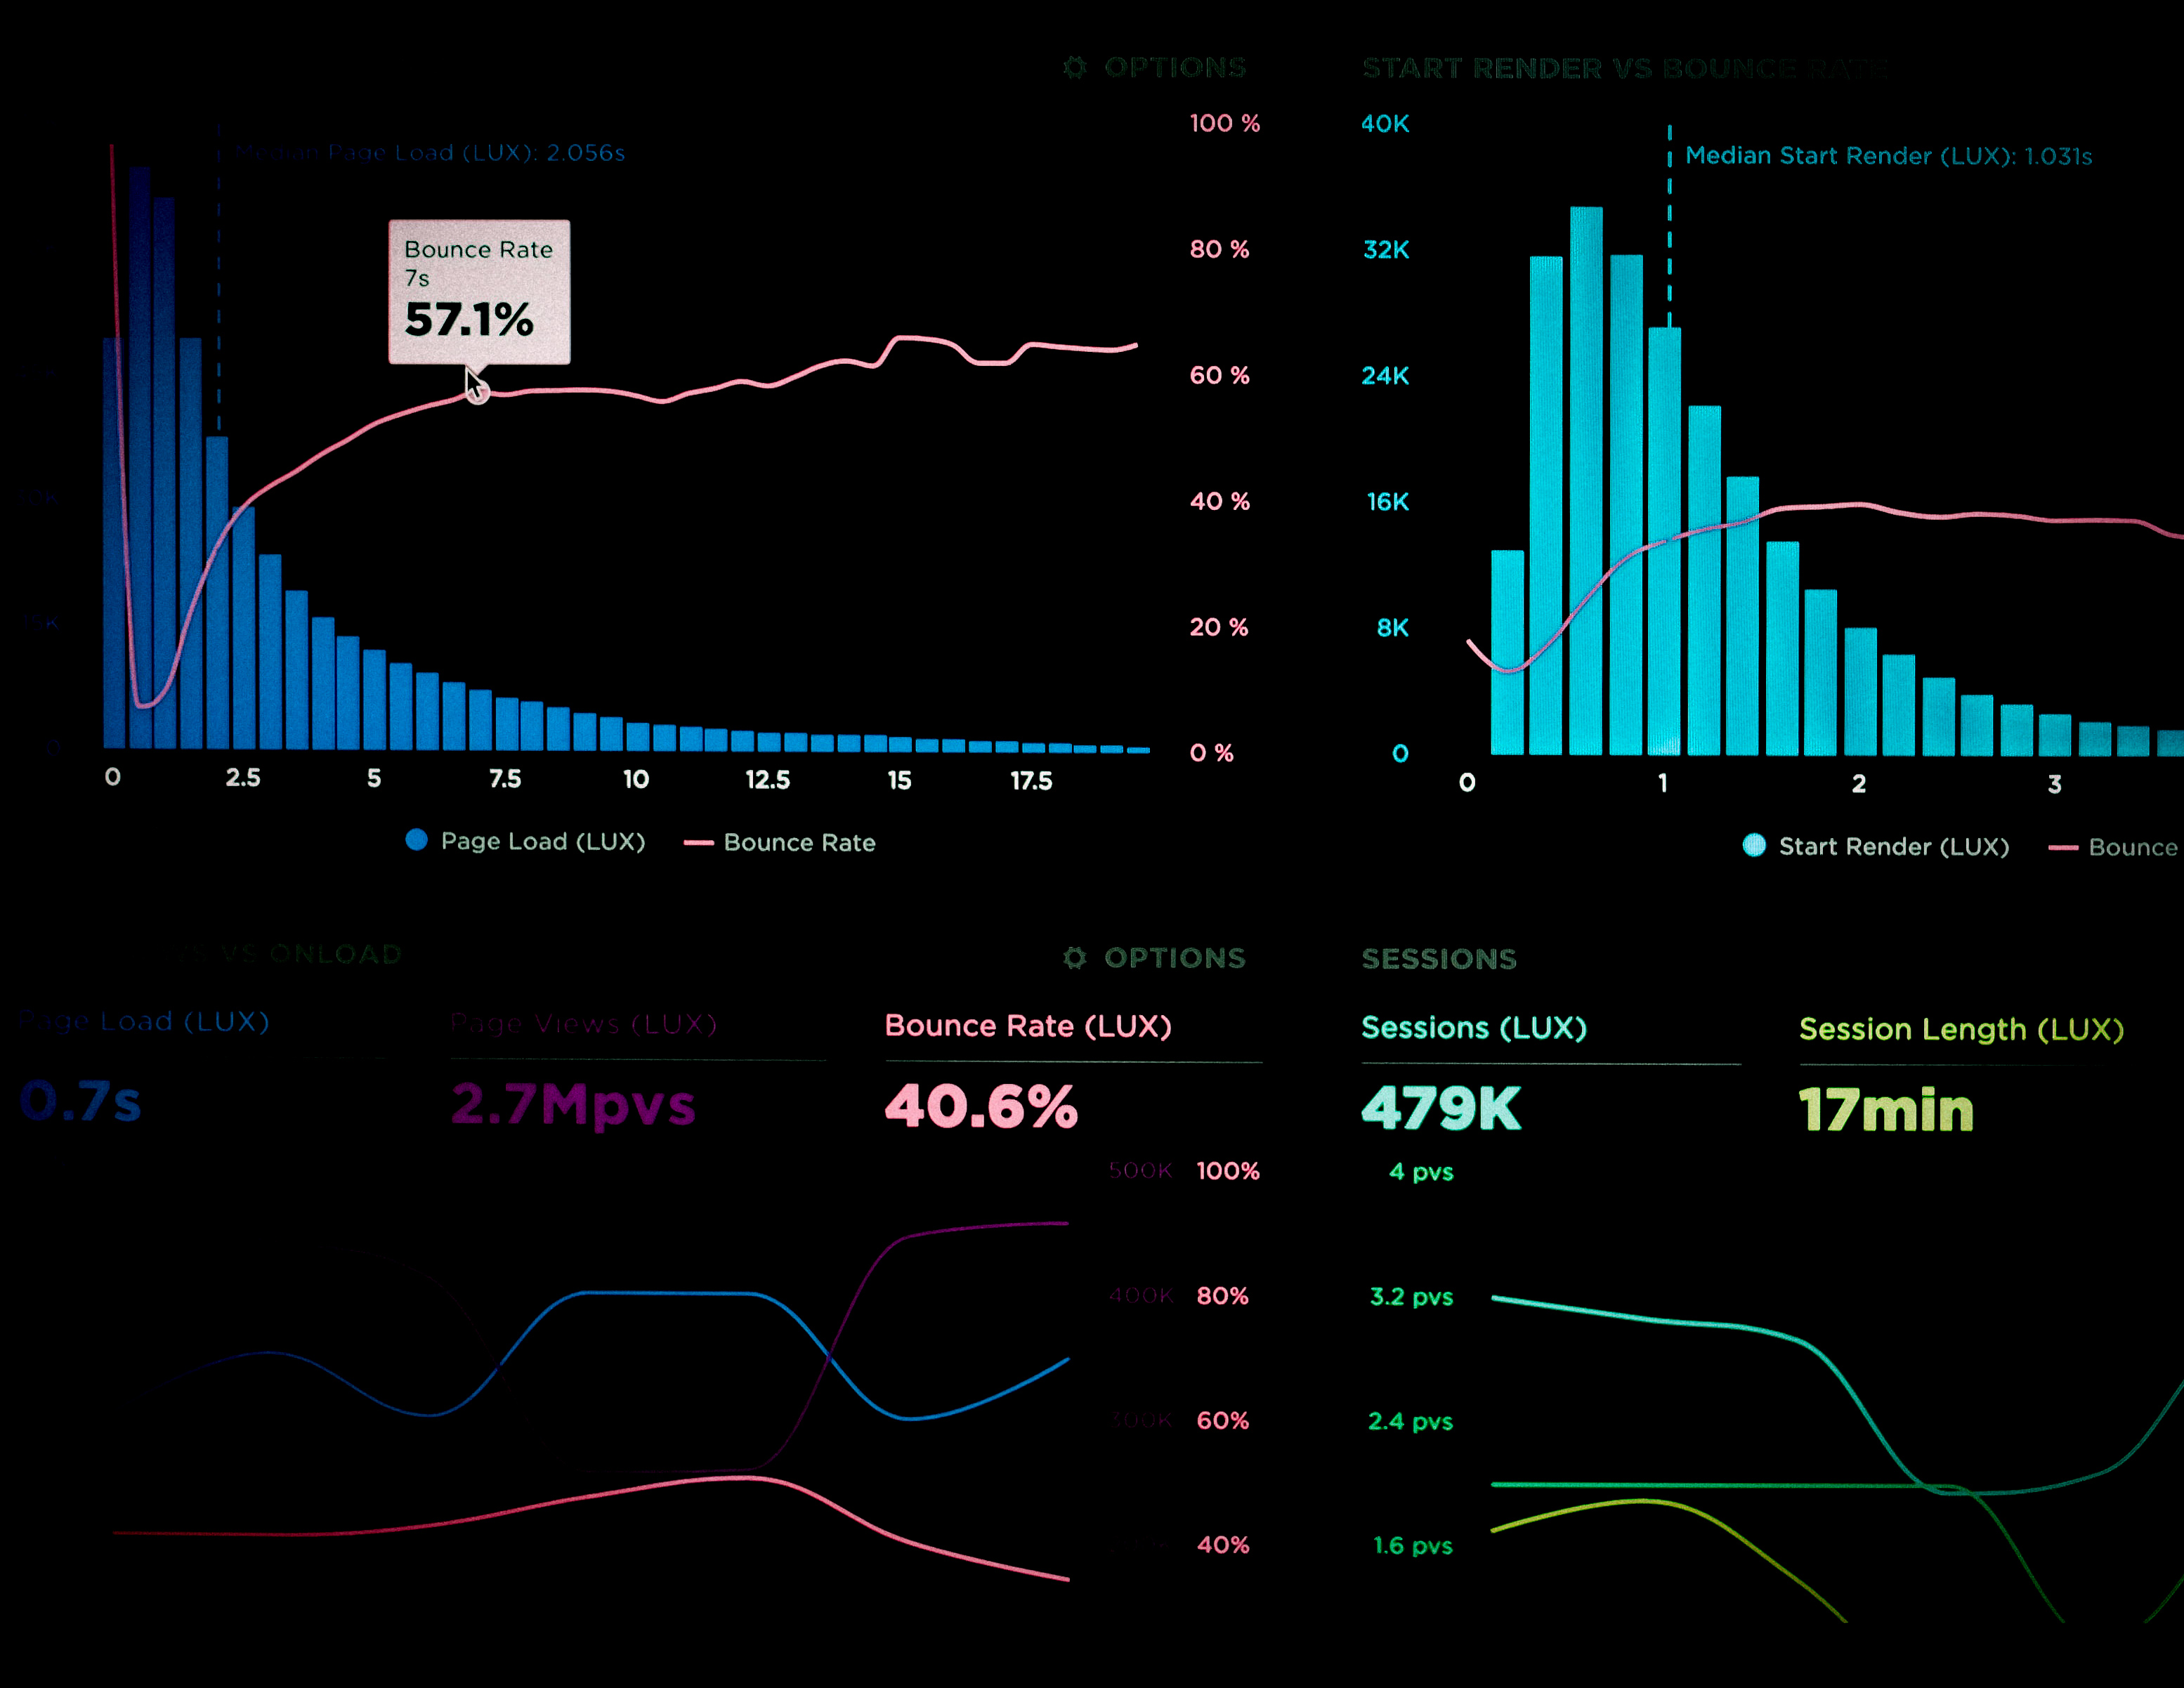 OPTIONS
START RENDER VS BOUNCE RATE
100 %
40K
Median Page Load (LUX): 2.056s
Median Start Render (LUX): 1.031s
Bounce Rate
7s
57.1%
80 %
32K
60 %
24K
40 %
16K
20 %
8K
0
0 %
0
0
2.5
5
7.5
10
12.5
15
17.5
0
1
2
3
Page Load (LUX)
Bounce Rate
Start Render (LUX)
Bounce
VS ONLOAD
OPTIONS
SESSIONS
Page Load (LUX)
Page Views (LUX)
Bounce Rate (LUX)
Sessions (LUX)
Session Length (LUX)
0.7s
2.7Mpvs
40.6%
479K
17min
500K
100%
4 pvs
400K
80%
3.2 pvs
300K
60%
2.4 pvs
40%
1.6 pvs